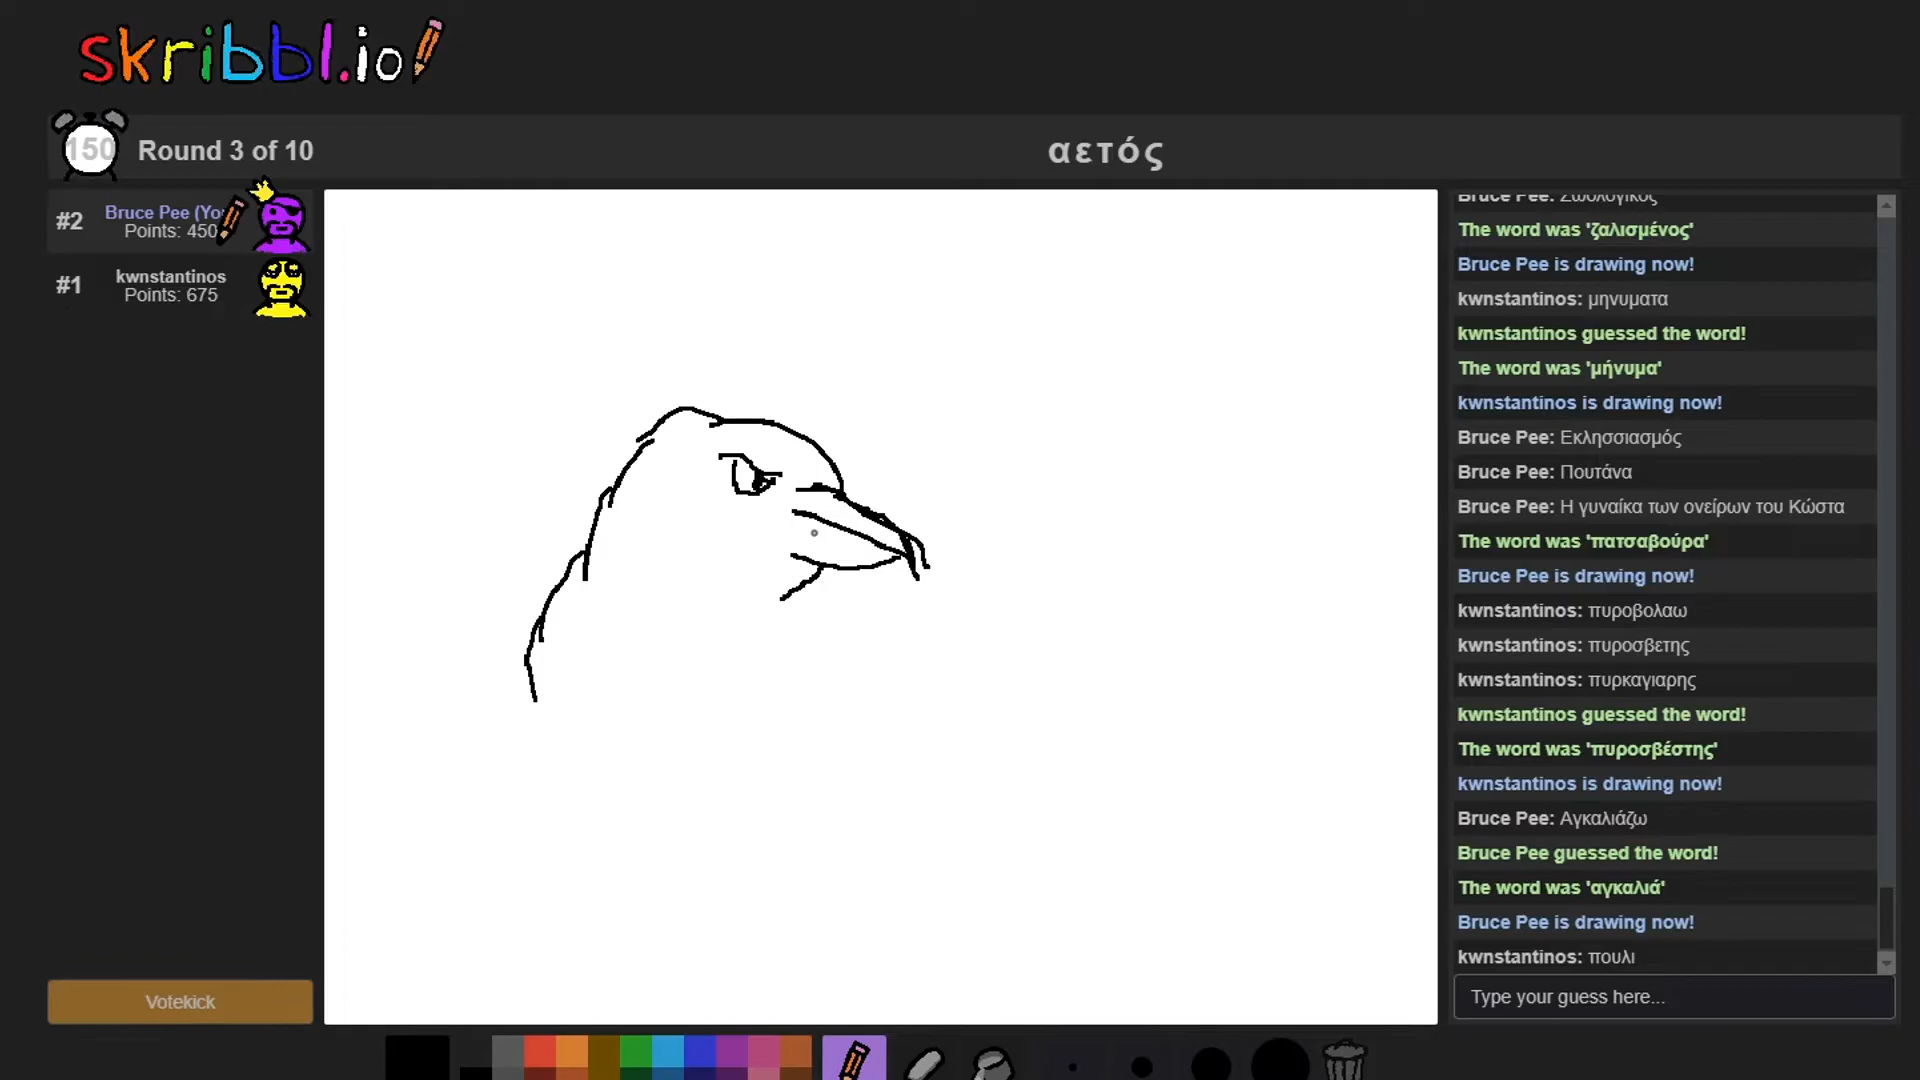 skribbl.io
150
Round 3 of 10
αετός
#2
Bruce Pee (You
Points: 450
#1
kwnstantinos
Points: 675
Bruce Pee: Ζωολογικός
The word was 'ζαλισμένος'
Bruce Pee is drawing now!
kwnstantinos: μηνυματα
kwnstantinos guessed the word!
The word was 'μήνυμα'
kwnstantinos is drawing now!
Bruce Pee: Εκλησσιασμός
Bruce Pee: Πουτάνα
Bruce Pee: Η γυναίκα των ονείρων του Κώστα
The word was 'πατσαβούρα'
Bruce Pee is drawing now!
kwnstantinos: πυροβολαω
kwnstantinos: πυροσβετης
kwnstantinos: πυρκαγιαρης
kwnstantinos guessed the word!
The word was 'πυροσβέστης'
kwnstantinos is drawing now!
Bruce Pee: Αγκαλιάζω
Bruce Pee guessed the word!
The word was 'αγκαλιά'
Bruce Pee is drawing now!
kwnstantinos: πουλι
Type your guess here...
Votekick